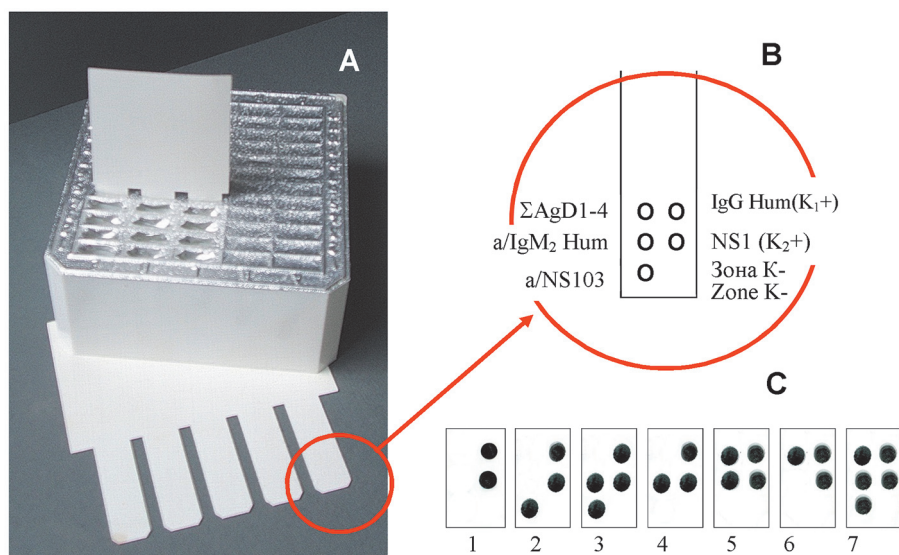 A
B
ΣAgD1-4
IgG Hum(K₁+)
a/IgM₂ Hum
NS1 (K₂+)
a/NS103
Зона К-
Zone K-
C
1 2 3 4 5 6 7